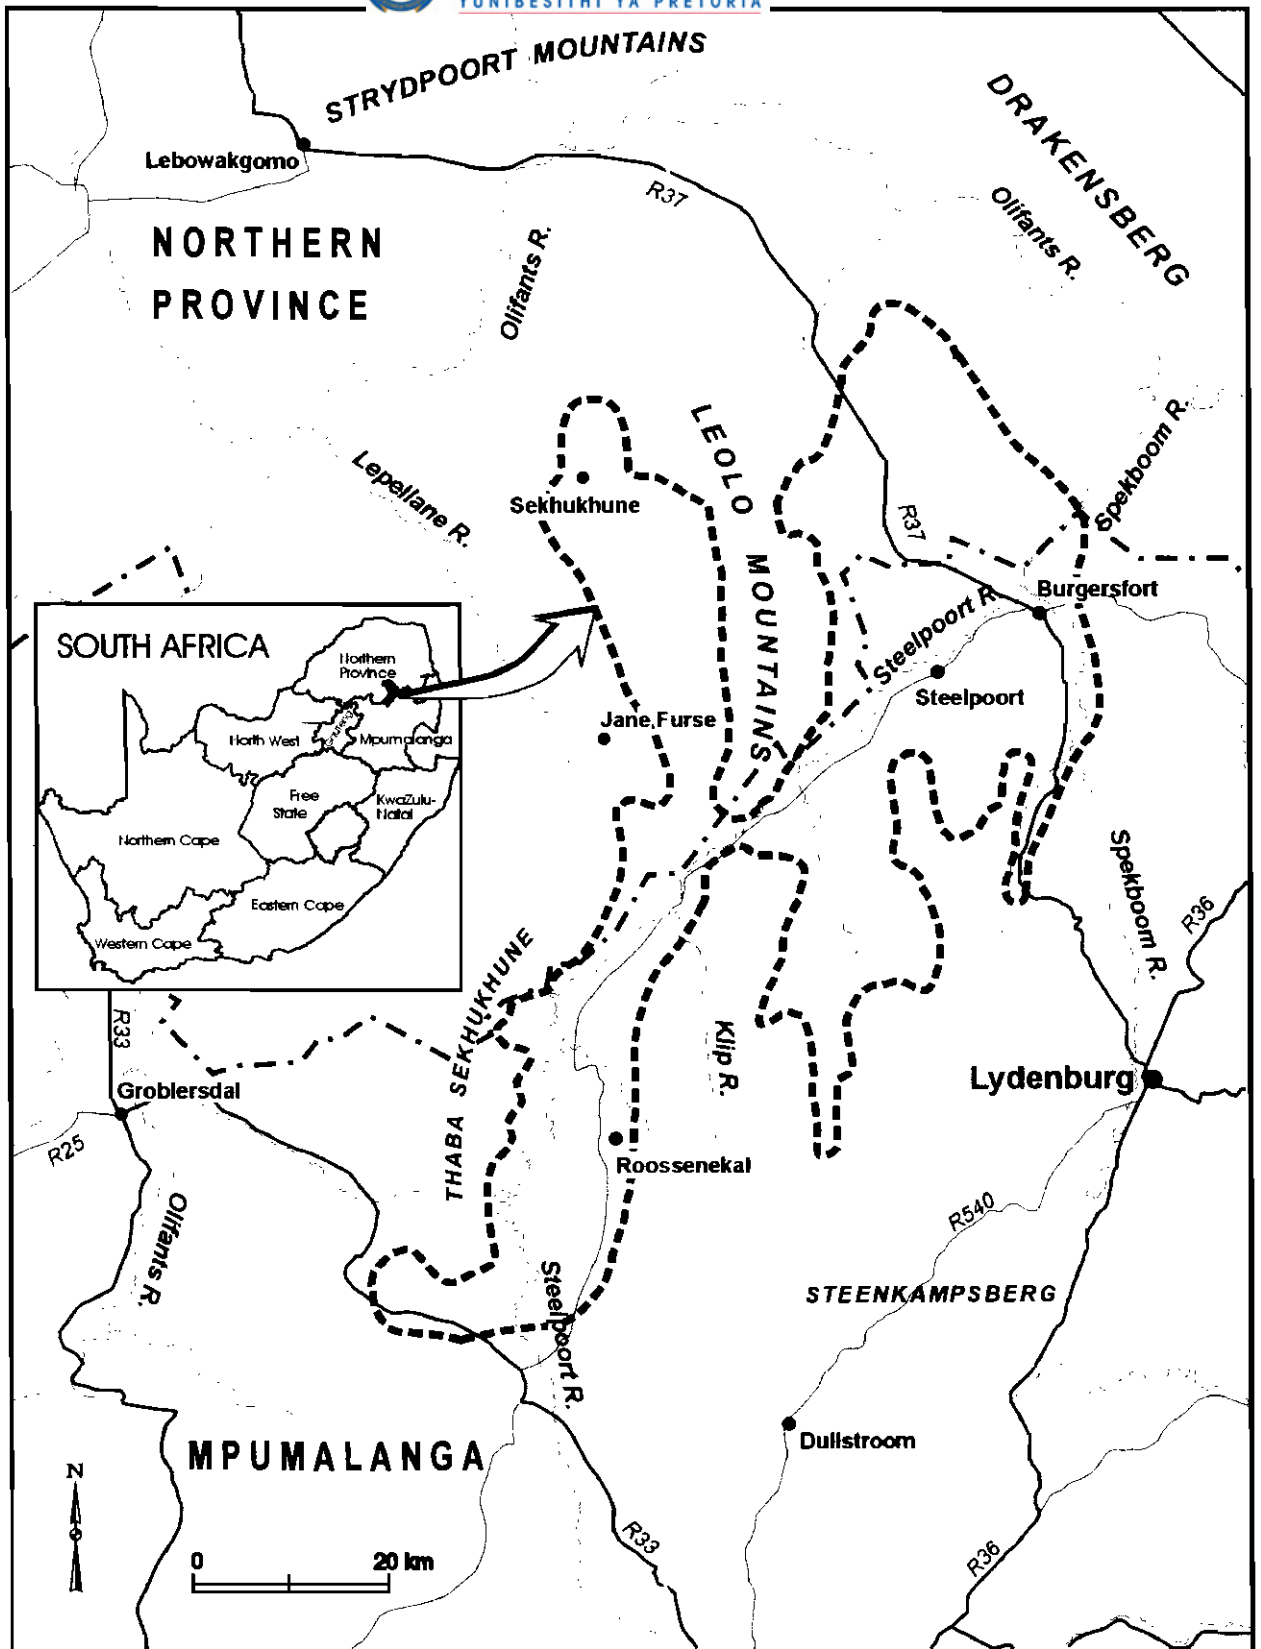 YUNIBESITHI YA PRETORIA
STRYDPOORT MOUNTAINS
DRAKENSBERG
Lebowakgomo
R37
Olifants R.
NORTHERN
PROVINCE
Olifants R.
LEOLO MOUNTAINS
Spekboom R.
Lepellane R.
Sekhukhune
R37
Burgersfort
Steelpoort R.
Steelpoort
SOUTH AFRICA
Northern
Province
North West
Mpumalanga
Free
State
KwaZulu-
Natal
Northern Cape
Eastern Cape
Western Cape
Jane Furse
Spekboom R.
R36
THABA SEKHUKHUNE
R33
Klip R.
Lydenburg
Groblersdal
R25
Roossenekal
Olifants R.
R540
Steelpoort R.
STEENKAMPSBERG
Dullstroom
MPUMALANGA
N
0 20 km
R33
R36